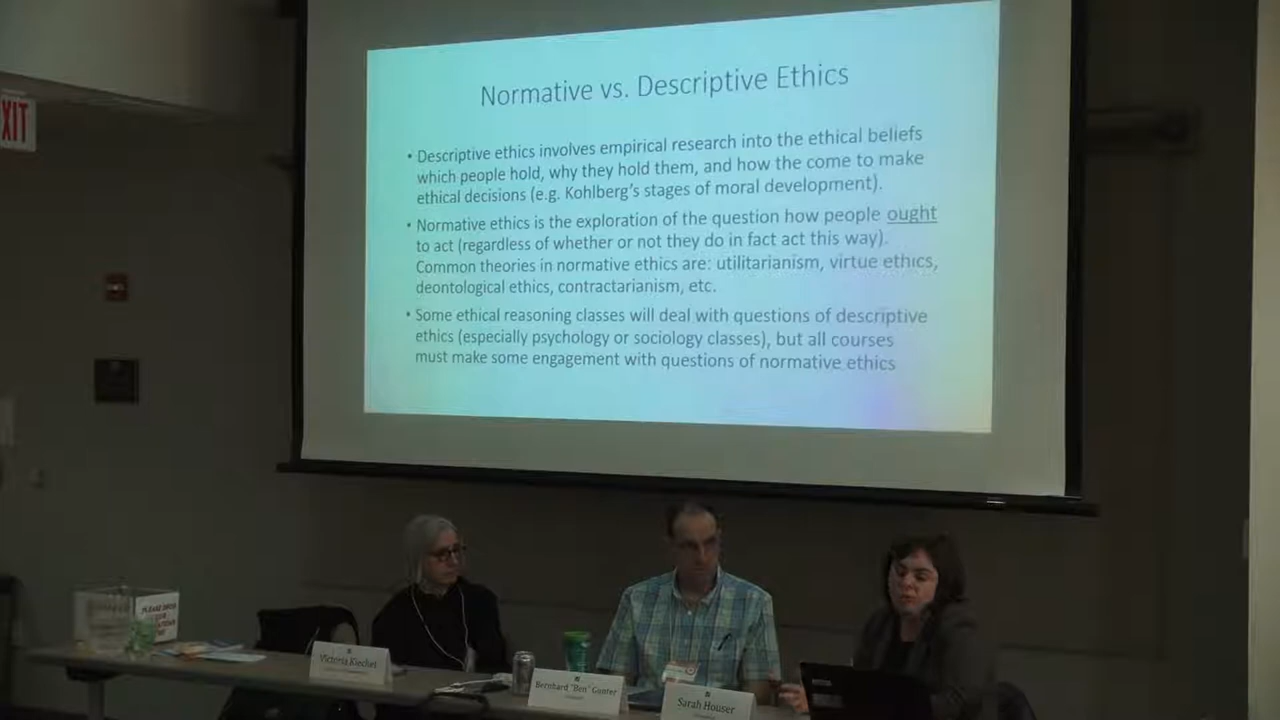 EXIT
Normative vs. Descriptive Ethics
• Descriptive ethics involves empirical research into the ethical beliefs
which people hold, why they hold them, and how the come to make
ethical decisions (e.g. Kohlberg's stages of moral development).
• Normative ethics is the exploration of the question how people ought
to act (regardless of whether or not they do in fact act this way).
Common theories in normative ethics are: utilitarianism, virtue ethics,
deontological ethics, contractarianism, etc.
• Some ethical reasoning classes will deal with questions of descriptive
ethics (especially psychology or sociology classes), but all courses
must make some engagement with questions of normative ethics
PLEASE DROP
Victoria Kiechel
Bernhard "Ben" Gunter
Sarah Houser